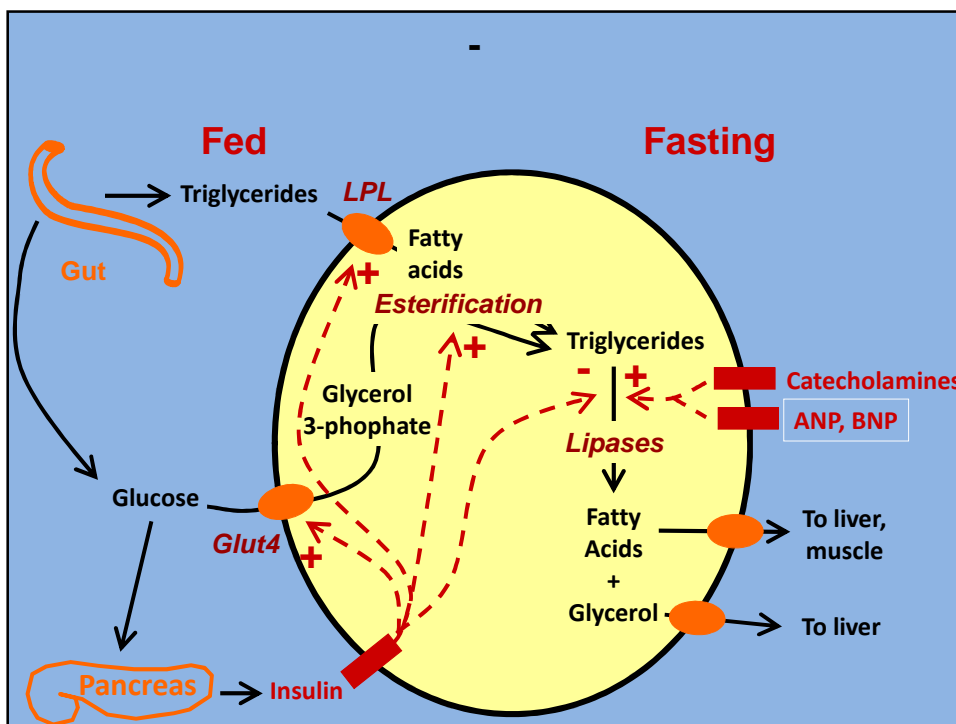 -
Fed
Fasting
Triglycerides
LPL
Gut
Fatty
acids
+
Esterification
+
Triglycerides
-
+
Catecholamines
ANP, BNP
Glycerol
3-phophate
Lipases
Glucose
Glut4
+
Fatty
Acids
+
Glycerol
To liver,
muscle
To liver
Pancreas
Insulin